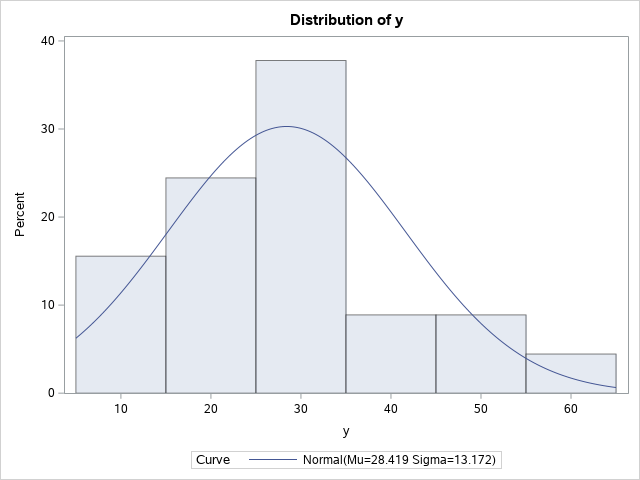 Distribution of y
40
30
20
10
0
Percent
10 20 30 40 50 60
y
Curve Normal(Mu=28.419 Sigma=13.172)